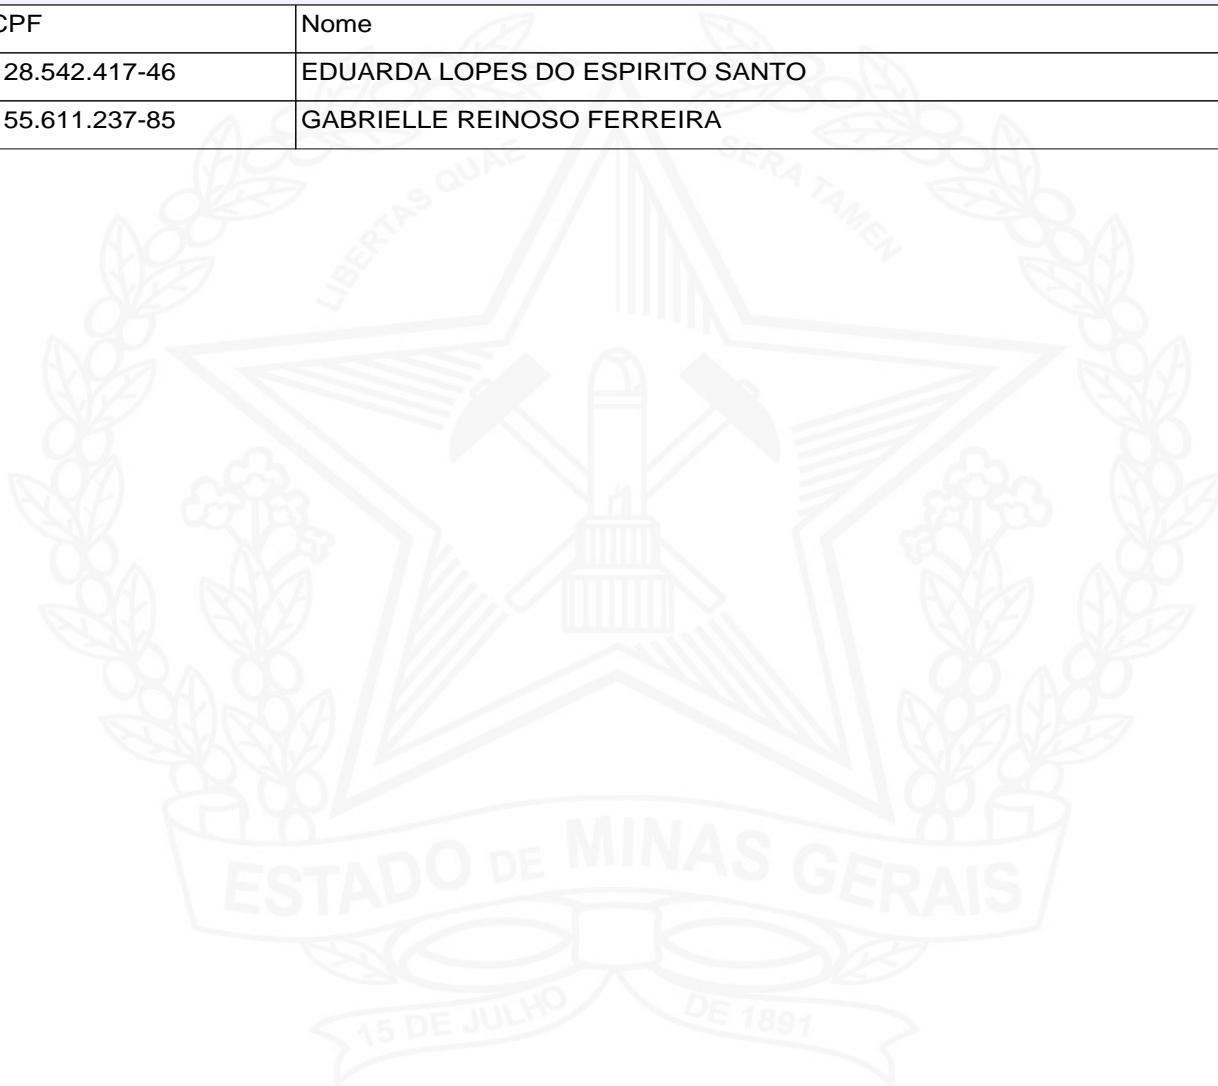 CPF Nome
28.542.417-46 EDUARDA LOPES DO ESPIRITO SANTO
55.611.237-85 GABRIELLE REINOSO FERREIRA
LIBERTAS QUAE SERA TAMEN
ESTADO DE MINAS GERAIS
15 DE JULHO DE 1891